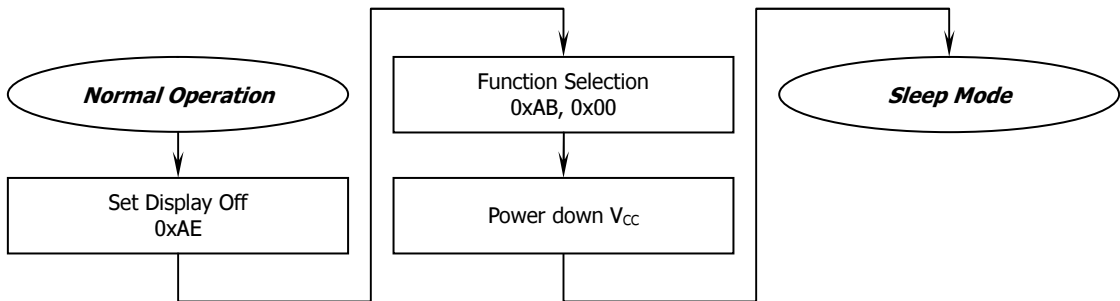 Normal Operation
Set Display Off
0xAE
Function Selection
0xAB, 0x00
Power down VCC
Sleep Mode